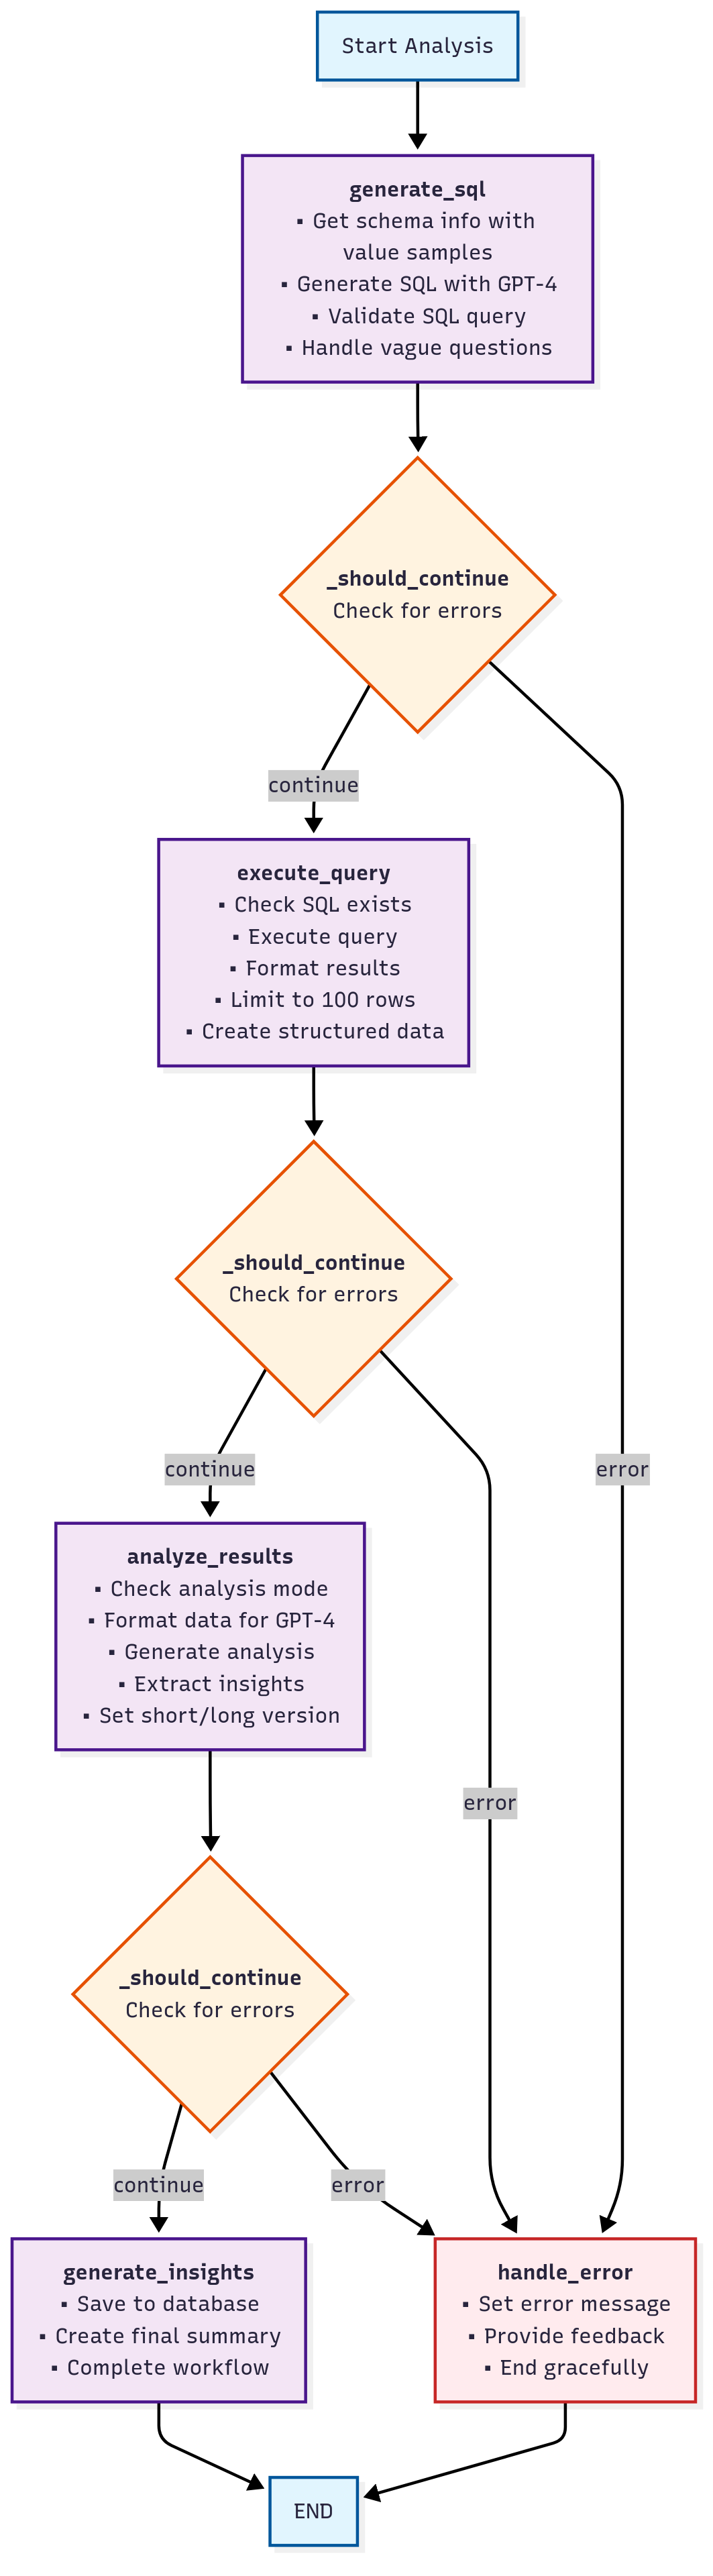 Start Analysis
generate_sql
▪ Get schema info with
value samples
▪ Generate SQL with GPT-4
▪ Validate SQL query
▪ Handle vague questions
_should_continue
Check for errors
continue
execute_query
▪ Check SQL exists
▪ Execute query
▪ Format results
▪ Limit to 100 rows
▪ Create structured data
_should_continue
Check for errors
continue
error
analyze_results
▪ Check analysis mode
▪ Format data for GPT-4
▪ Generate analysis
▪ Extract insights
▪ Set short/long version
error
_should_continue
Check for errors
continue
error
generate_insights
▪ Save to database
▪ Create final summary
▪ Complete workflow
handle_error
▪ Set error message
▪ Provide feedback
▪ End gracefully
END